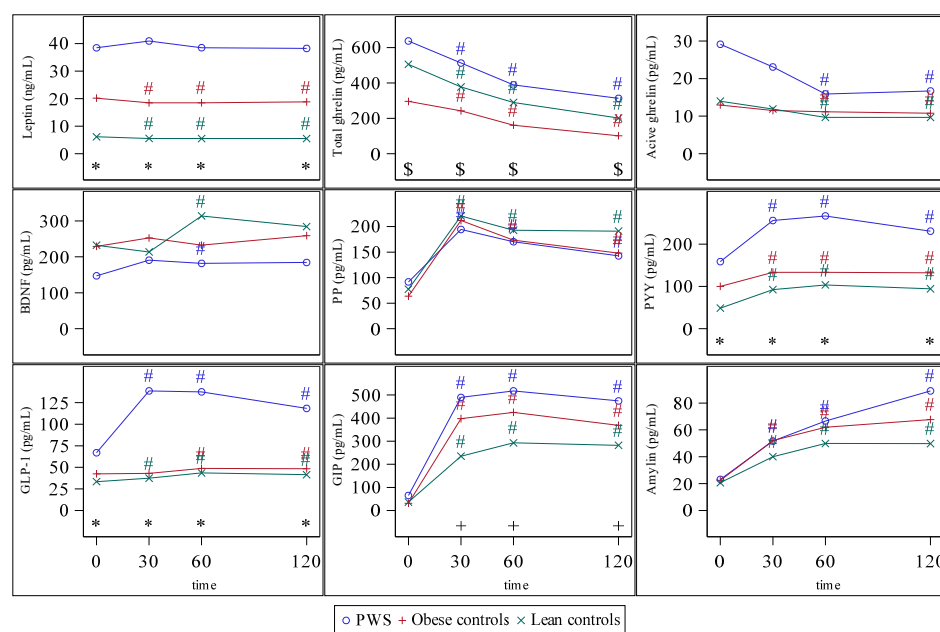 Leptin (ng/mL)
40
30
20
10
0
# # #
# # #
* * * *
Total ghrelin (pg/mL)
600
400
200
0
# # #
# # #
# # #
$ $ $ $
Acive ghrelin (pg/mL)
30
20
10
0
# #
# #
# #
BDNF (pg/mL)
300
200
100
0
#
#
PP (pg/mL)
200
150
100
50
0
# # #
# # #
# # #
PYY (pg/mL)
200
100
0
# # #
# # #
# # #
* * * *
GLP-1 (pg/mL)
125
100
75
50
25
0
# # #
# #
# # #
* * * *
0 30 60 120
time
GIP (pg/mL)
500
400
300
200
100
0
# # #
# # #
# # #
+ + +
0 30 60 120
time
Amylin (pg/mL)
80
60
40
20
0
# # #
# # #
# # #
0 30 60 120
time
PWS Obese controls Lean controls